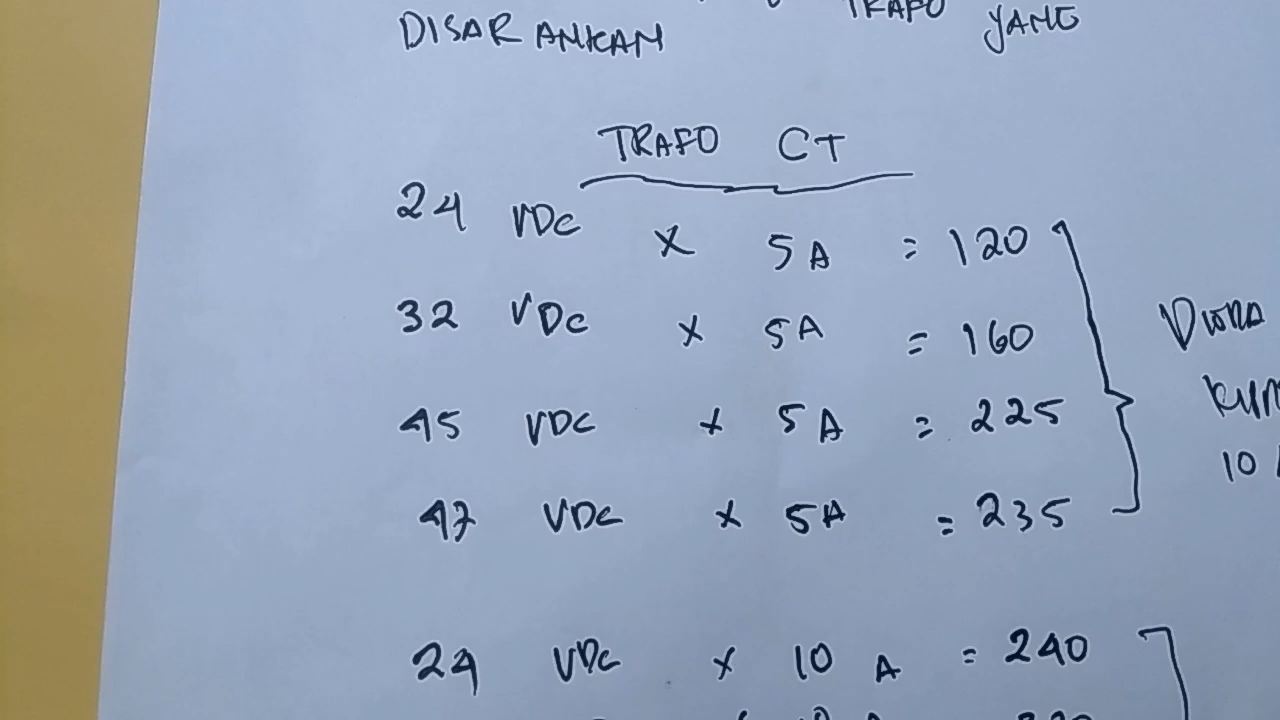 TRAFO YANG
DISARANKAN
TRAFO CT
24 VDC x 5A = 120
32 VDC x 5A = 160
45 VDC x 5A = 225
47 VDC x 5A = 235
10
24 VDC x 10 A = 240